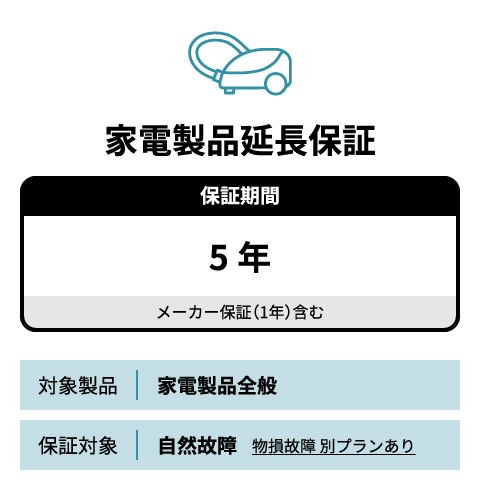 家電製品延長保証
保証期間
5 年
メーカー保証（1年）含む
対象製品 家電製品全般
保証対象 自然故障 物損故障 別プランあり